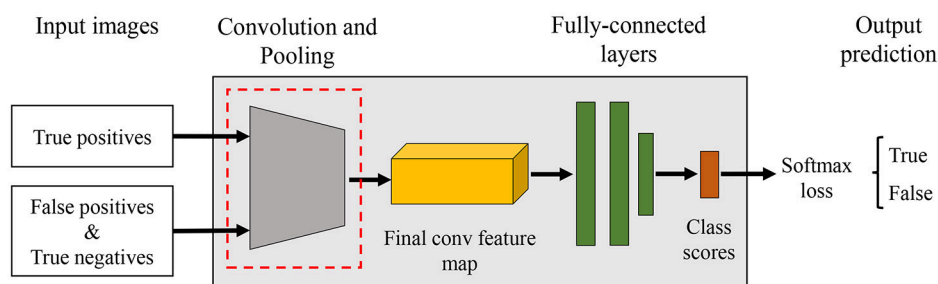 Input images
Convolution and
Pooling
Fully-connected
layers
Output
prediction
True positives
False positives
&
True negatives
Final conv feature
map
Class
scores
Softmax
loss
True
False